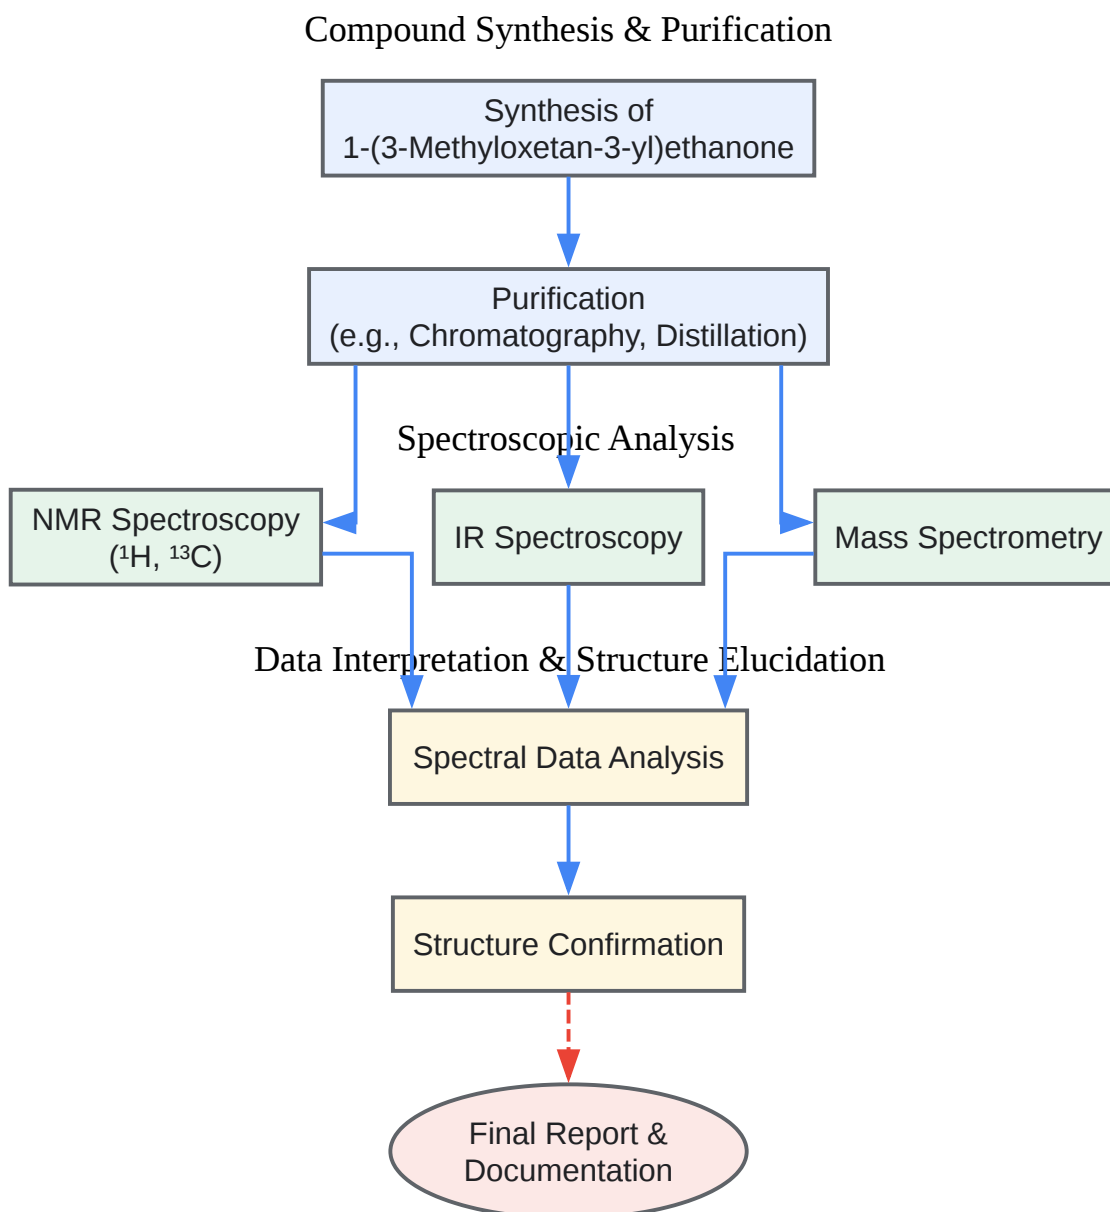 Compound Synthesis & Purification
Synthesis of
1-(3-Methyloxetan-3-yl)ethanone
Purification
(e.g., Chromatography, Distillation)
Spectroscopic Analysis
NMR Spectroscopy
(¹H, ¹³C)
IR Spectroscopy
Mass Spectrometry
Data Interpretation & Structure Elucidation
Spectral Data Analysis
Structure Confirmation
Final Report &
Documentation